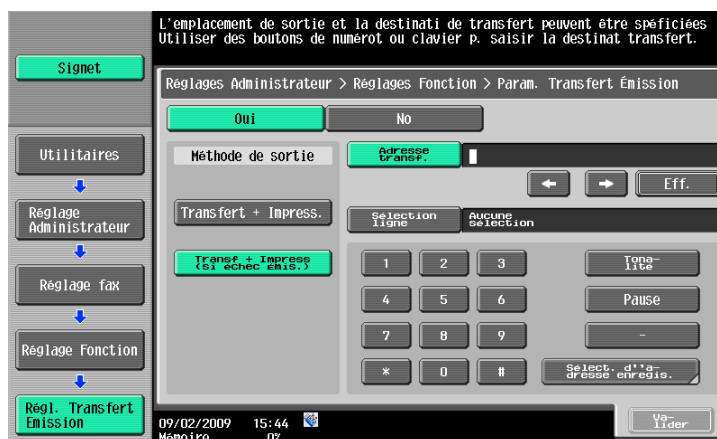 L'emplacement de sortie et la destinati de transfert peuvent être spéficiées
Utiliser des boutons de numérot ou clavier p. saisir la destinat transfert.
Signet
Réglages Administrateur > Réglages Fonction > Param. Transfert Émission
Oui
No
Utilitaires
Méthode de sortie
Adresse
transf.
Eff.
Réglage
Administrateur
Transfert + Impress.
Sélection
ligne
Aucune
sélection
Transf + Impress
(si échec émis.)
1 2 3
Tona-
lité
Réglage fax
4 5 6
Pause
7 8 9
-
Réglage Fonction
* 0 #
Sélect. d''a-
dresse enregis.
Régl. Transfert
Emission
09/02/2009 15:44
Mémoire 0%
Va-
lider